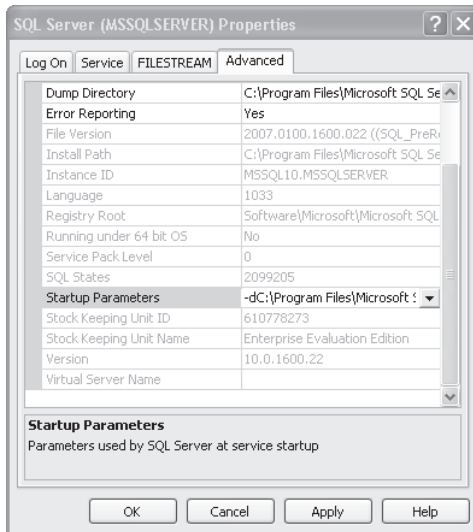 SQL Server (MSSQLSERVER) Properties
Log On Service FILESTREAM Advanced
Dump Directory C:\Program Files\Microsoft SQL Se
Error Reporting Yes
File Version 2007.0100.1600.022 ((SQL_PreRe
Install Path C:\Program Files\Microsoft SQL Se
Instance ID MSSQL10.MSSQLSERVER
Language 1033
Registry Root Software\Microsoft\Microsoft SQL
Running under 64 bit OS No
Service Pack Level 0
SQL States 2099205
Startup Parameters -dC:\Program Files\Microsoft S
Stock Keeping Unit ID 610778273
Stock Keeping Unit Name Enterprise Evaluation Edition
Version 10.0.1600.22
Virtual Server Name
Startup Parameters
Parameters used by SQL Server at service startup
OK Cancel Apply Help